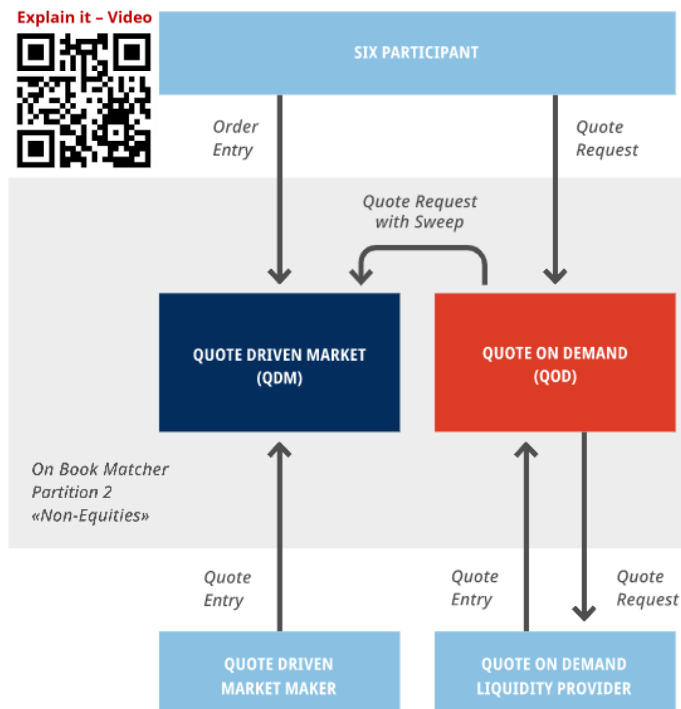 Explain it – Video
SIX PARTICIPANT
Order
Entry
Quote
Request
Quote Request
with Sweep
QUOTE DRIVEN MARKET
(QDM)
QUOTE ON DEMAND
(QOD)
On Book Matcher
Partition 2
«Non-Equities»
Quote
Entry
Quote
Entry
Quote
Request
QUOTE DRIVEN
MARKET MAKER
QUOTE ON DEMAND
LIQUIDITY PROVIDER